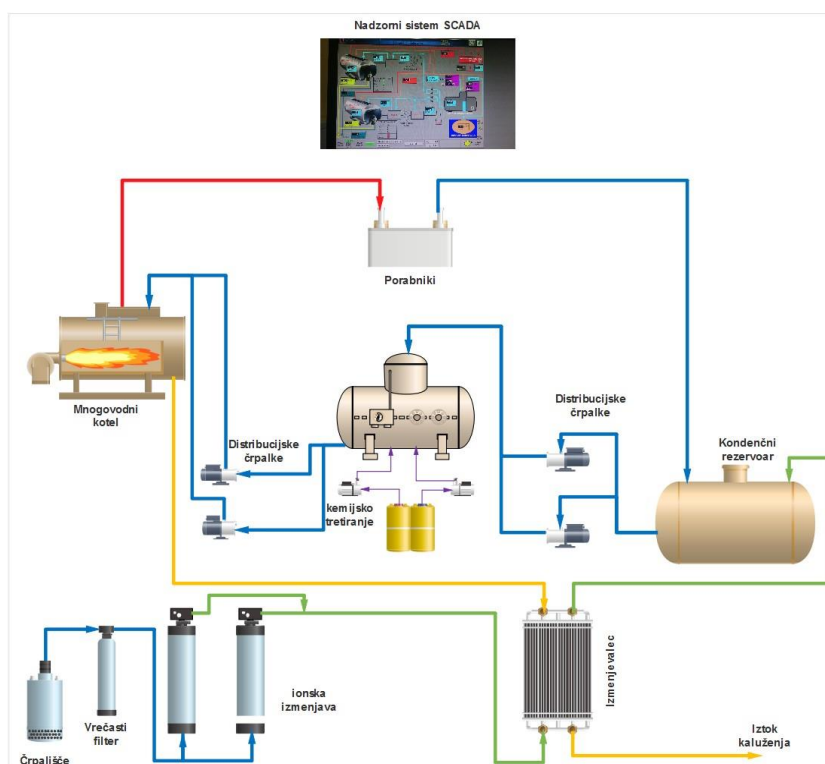 Nadzorni sistem SCADA
Porabniki
Mnogovodni
kotel
Distribucijske
črpalke
Distribucijske
črpalke
Kondenčni
rezervoar
kemijsko
tretiranje
ionska
izmenjava
Vrečasti
filter
Črpališče
Izmenjevalec
Iztok
kaluženja